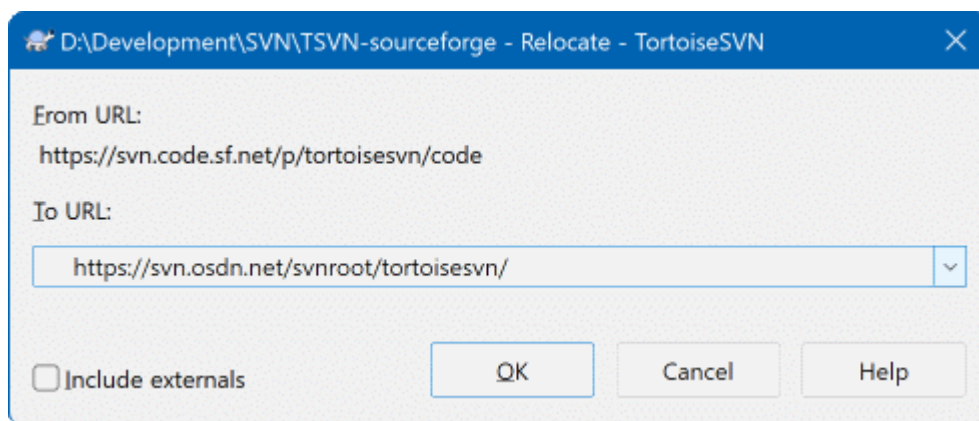 D:\Development\SVN\TSVN-sourceforge - Relocate - TortoiseSVN
From URL:
https://svn.code.sf.net/p/tortoisesvn/code
To URL:
https://svn.osdn.net/svnroot/tortoisesvn/
Include externals OK Cancel Help